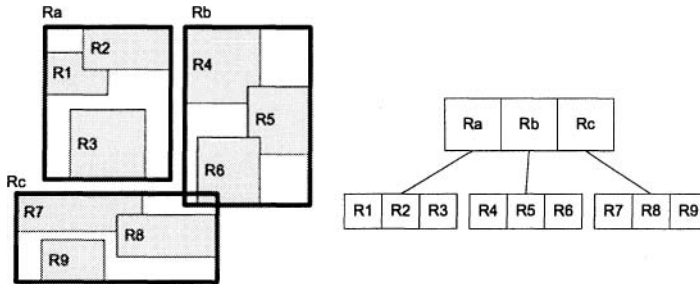 Ra
Rb
R1
R2
R3
R4
R5
R6
Rc
R7
R8
R9
Ra Rb Rc
R1 R2 R3 R4 R5 R6 R7 R8 R9